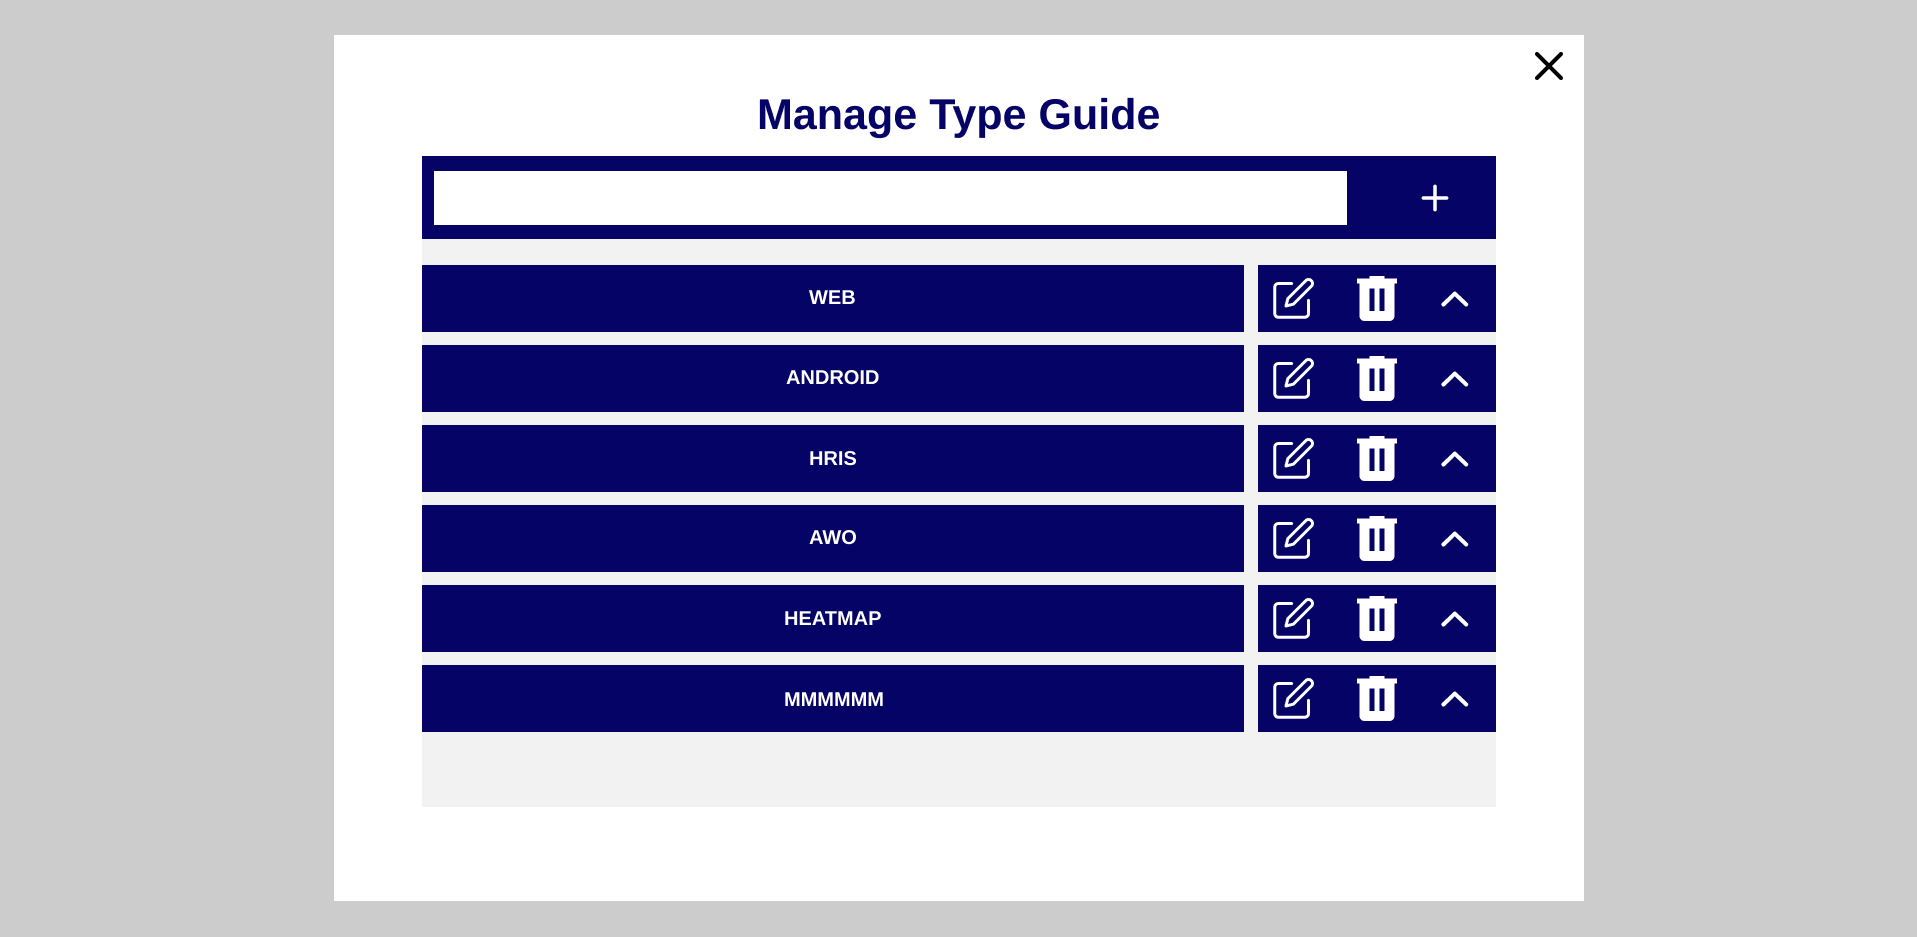 Manage Type Guide
WEB
ANDROID
HRIS
AWO
HEATMAP
MMMMMM